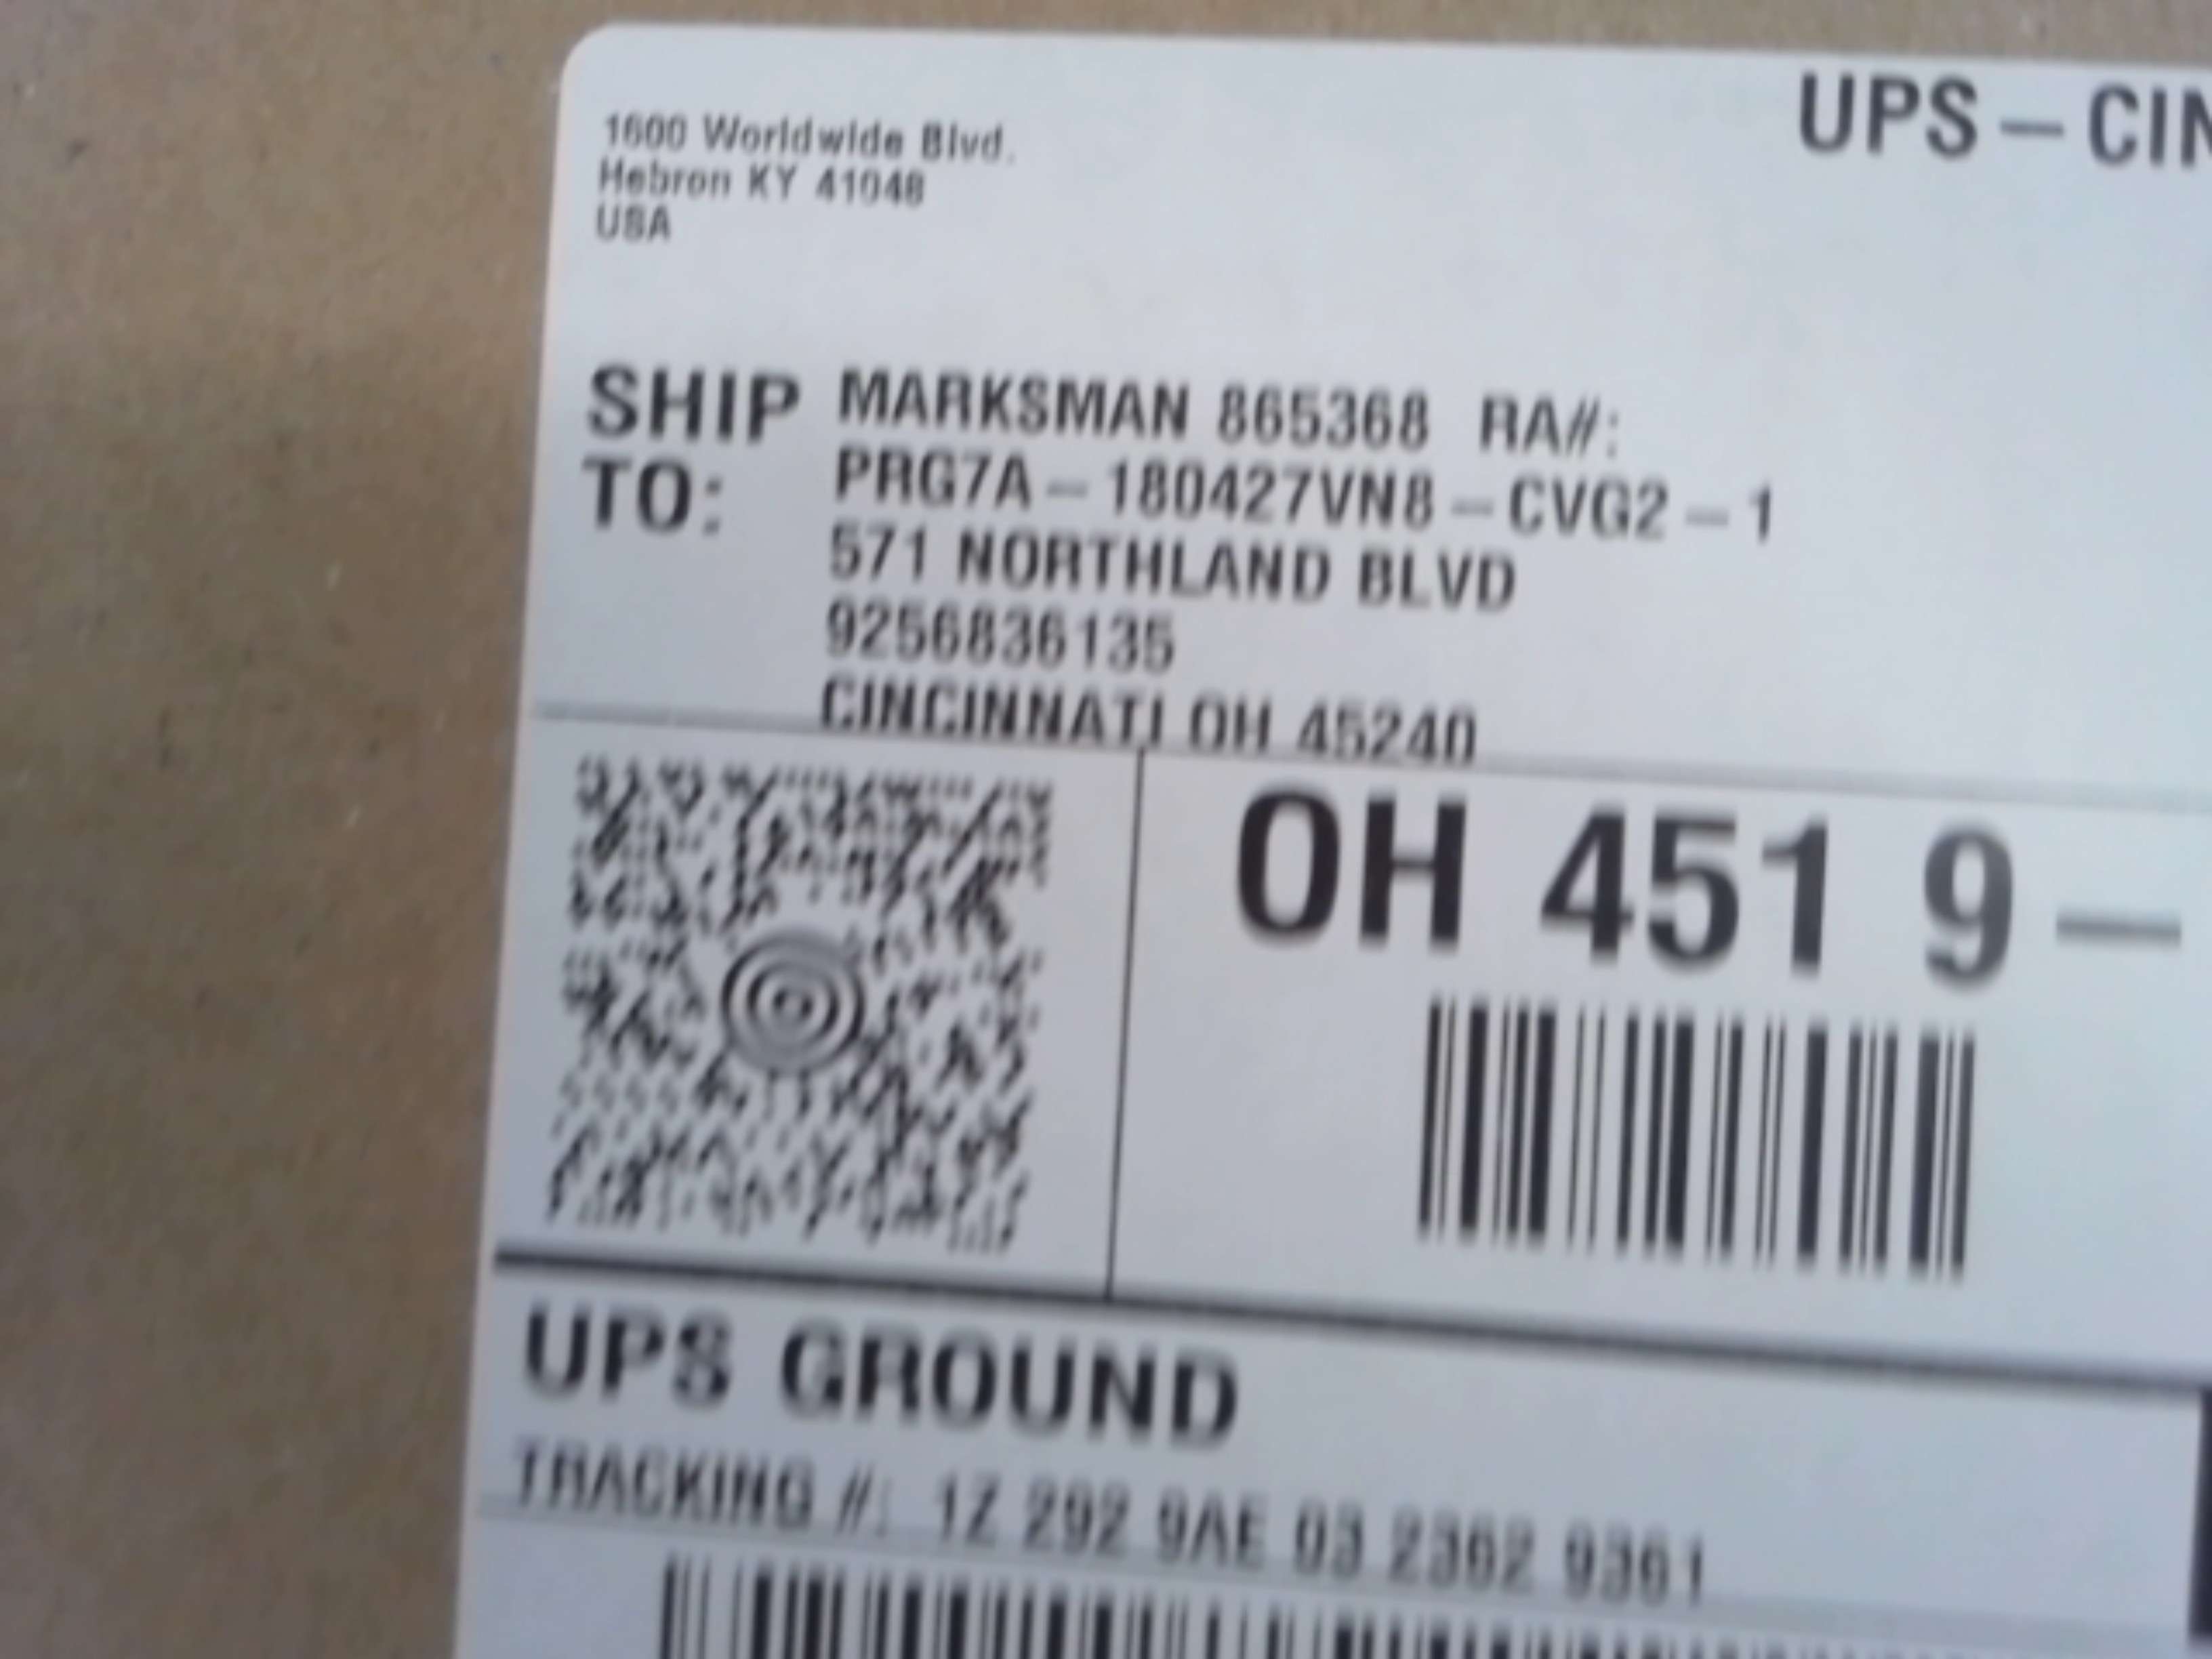 1600 Worldwide Blvd.
Hebron KY 41048
USA
UPS - CIN
SHIP TO:
MARKSMAN 865368 RA#:
PRG7A - 180427VN8 - CVG2 - 1
571 NORTHLAND BLVD
9256836135
CINCINNATI OH 45240
OH 451 9 -
UPS GROUND
TRACKING #: 1Z 292 9AE 03 2362 9361